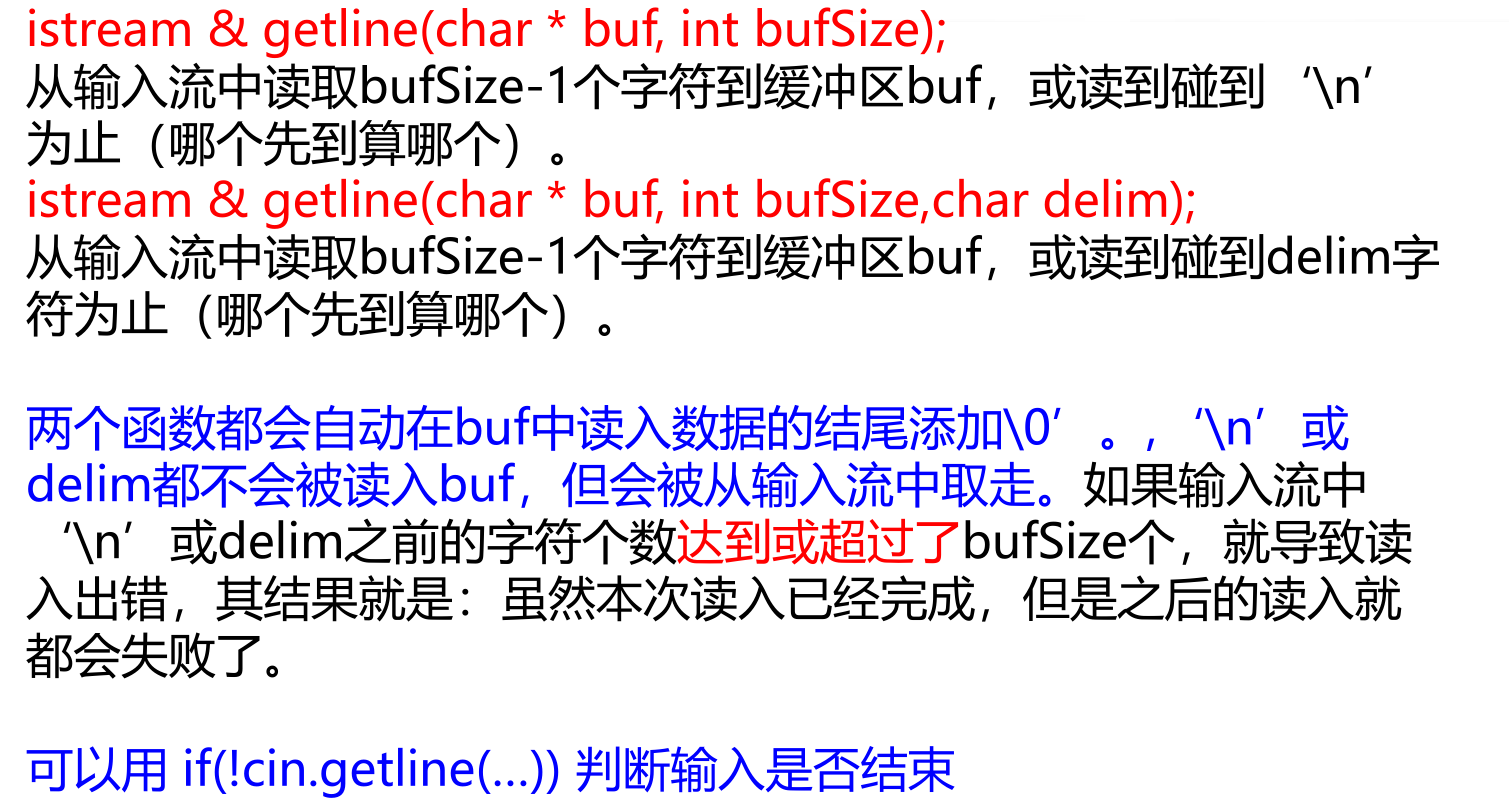 istream & getline(char * buf, int bufSize);
从输入流中读取bufSize-1个字符到缓冲区buf，或读到碰到‘\n’
为止（哪个先到算哪个）。
istream & getline(char * buf, int bufSize,char delim);
从输入流中读取bufSize-1个字符到缓冲区buf，或读到碰到delim字
符为止（哪个先到算哪个）。
两个函数都会自动在buf中读入数据的结尾添加\0’。，‘\n’或
delim都不会被读入buf，但会被从输入流中取走。如果输入流中
‘\n’或delim之前的字符个数达到或超过了bufSize个，就导致读
入出错，其结果就是：虽然本次读入已经完成，但是之后的读入就
都会失败了。
可以用 if(!cin.getline(…)) 判断输入是否结束